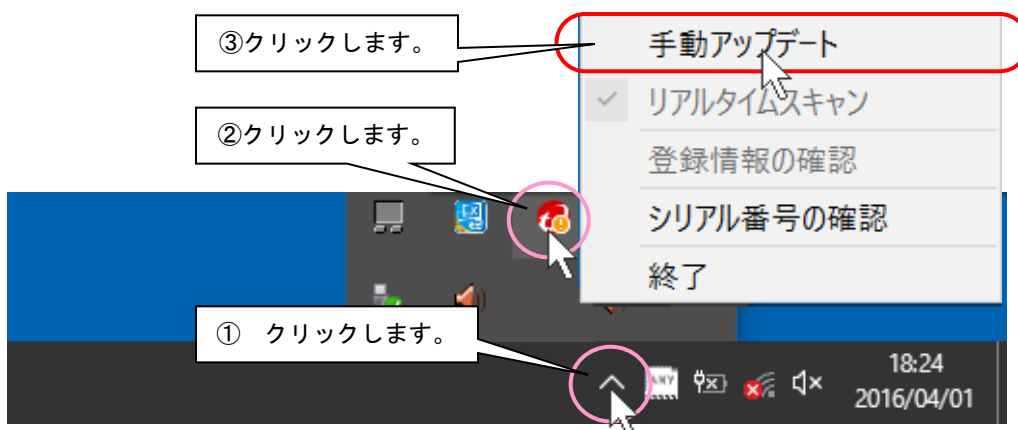 ③クリックします。
手動アップデート
リアルタイムスキャン
②クリックします。
登録情報の確認
シリアル番号の確認
終了
① クリックします。
18:24
2016/04/01